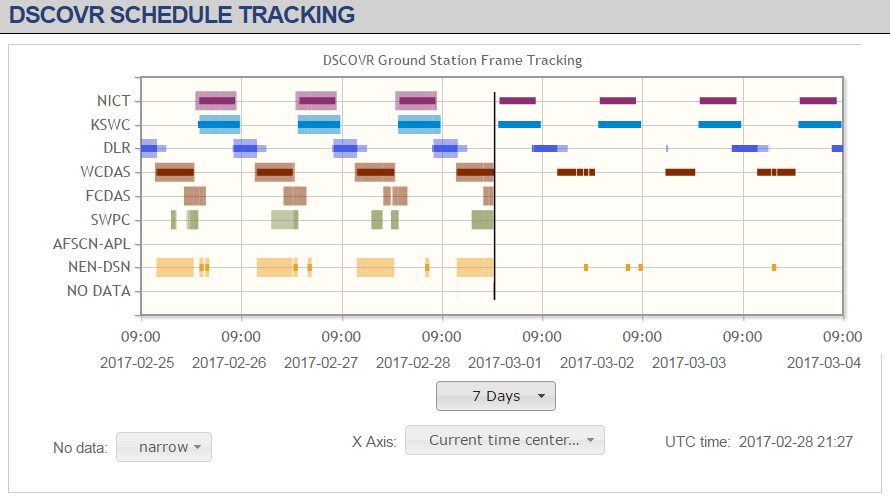 DSCOVR SCHEDULE TRACKING
DSCOVR Ground Station Frame Tracking
NICT
KSWC
DLR
WCDAS
FCDAS
SWPC
AFSCN-APL
NEN-DSN
NO DATA
09:00 09:00 09:00 09:00 09:00 09:00 09:00 09:00
2017-02-25 2017-02-26 2017-02-27 2017-02-28 2017-03-01 2017-03-02 2017-03-03 2017-03-04
7 Days
No data: narrow X Axis: Current time center... UTC time: 2017-02-28 21:27